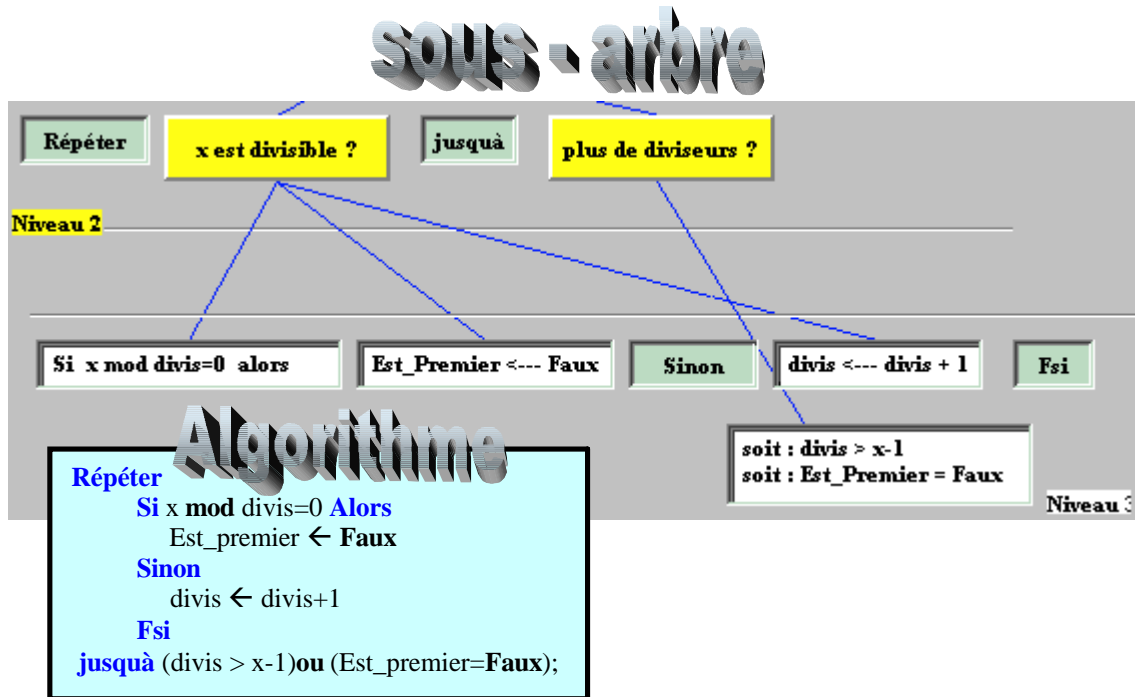 sous - arbre
Répéter x est divisible ? jusquà plus de diviseurs ?
Niveau 2
Si x mod divis=0 alors Est_Premier <--- Faux Sinon divis <--- divis + 1 Fsi
soit : divis > x-1
soit : Est_Premier = Faux
Niveau 3
Algorithme
Répéter
Si x mod divis=0 Alors
Est_premier ← Faux
Sinon
divis ← divis+1
Fsi
jusquà (divis > x-1)ou (Est_premier=Faux);